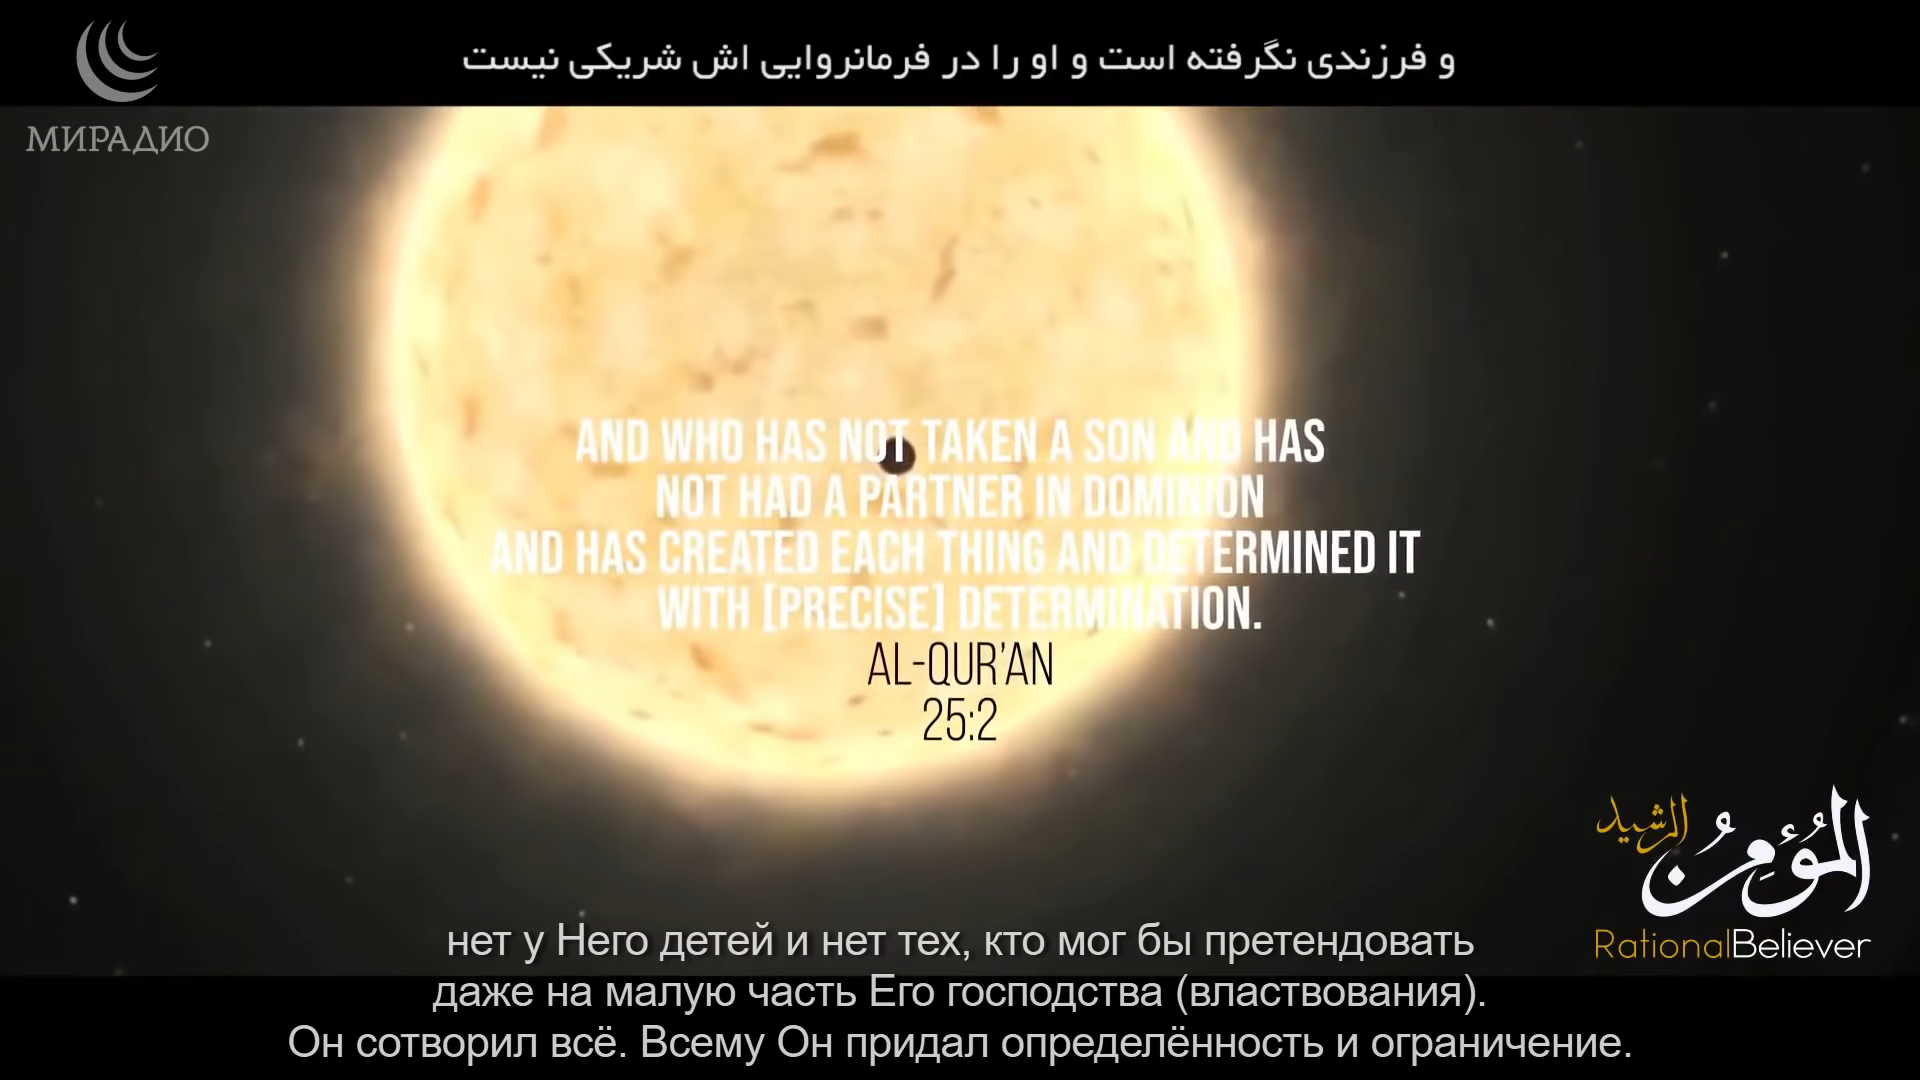 و فرزندی نگرفته است و او را در فرمانروایی اش شریکی نیست
МИРАДИО
AND WHO HAS NOT TAKEN A SON AND HAS
NOT HAD A PARTNER IN DOMINION
AND HAS CREATED EACH THING AND DETERMINED IT
WITH [PRECISE] DETERMINATION.
AL-QUR'AN
25:2
المُؤمِنُ الرشيد
RationalBeliever
нет у Него детей и нет тех, кто мог бы претендовать
даже на малую часть Его господства (властвования).
Он сотворил всё. Всему Он придал определённость и ограничение.